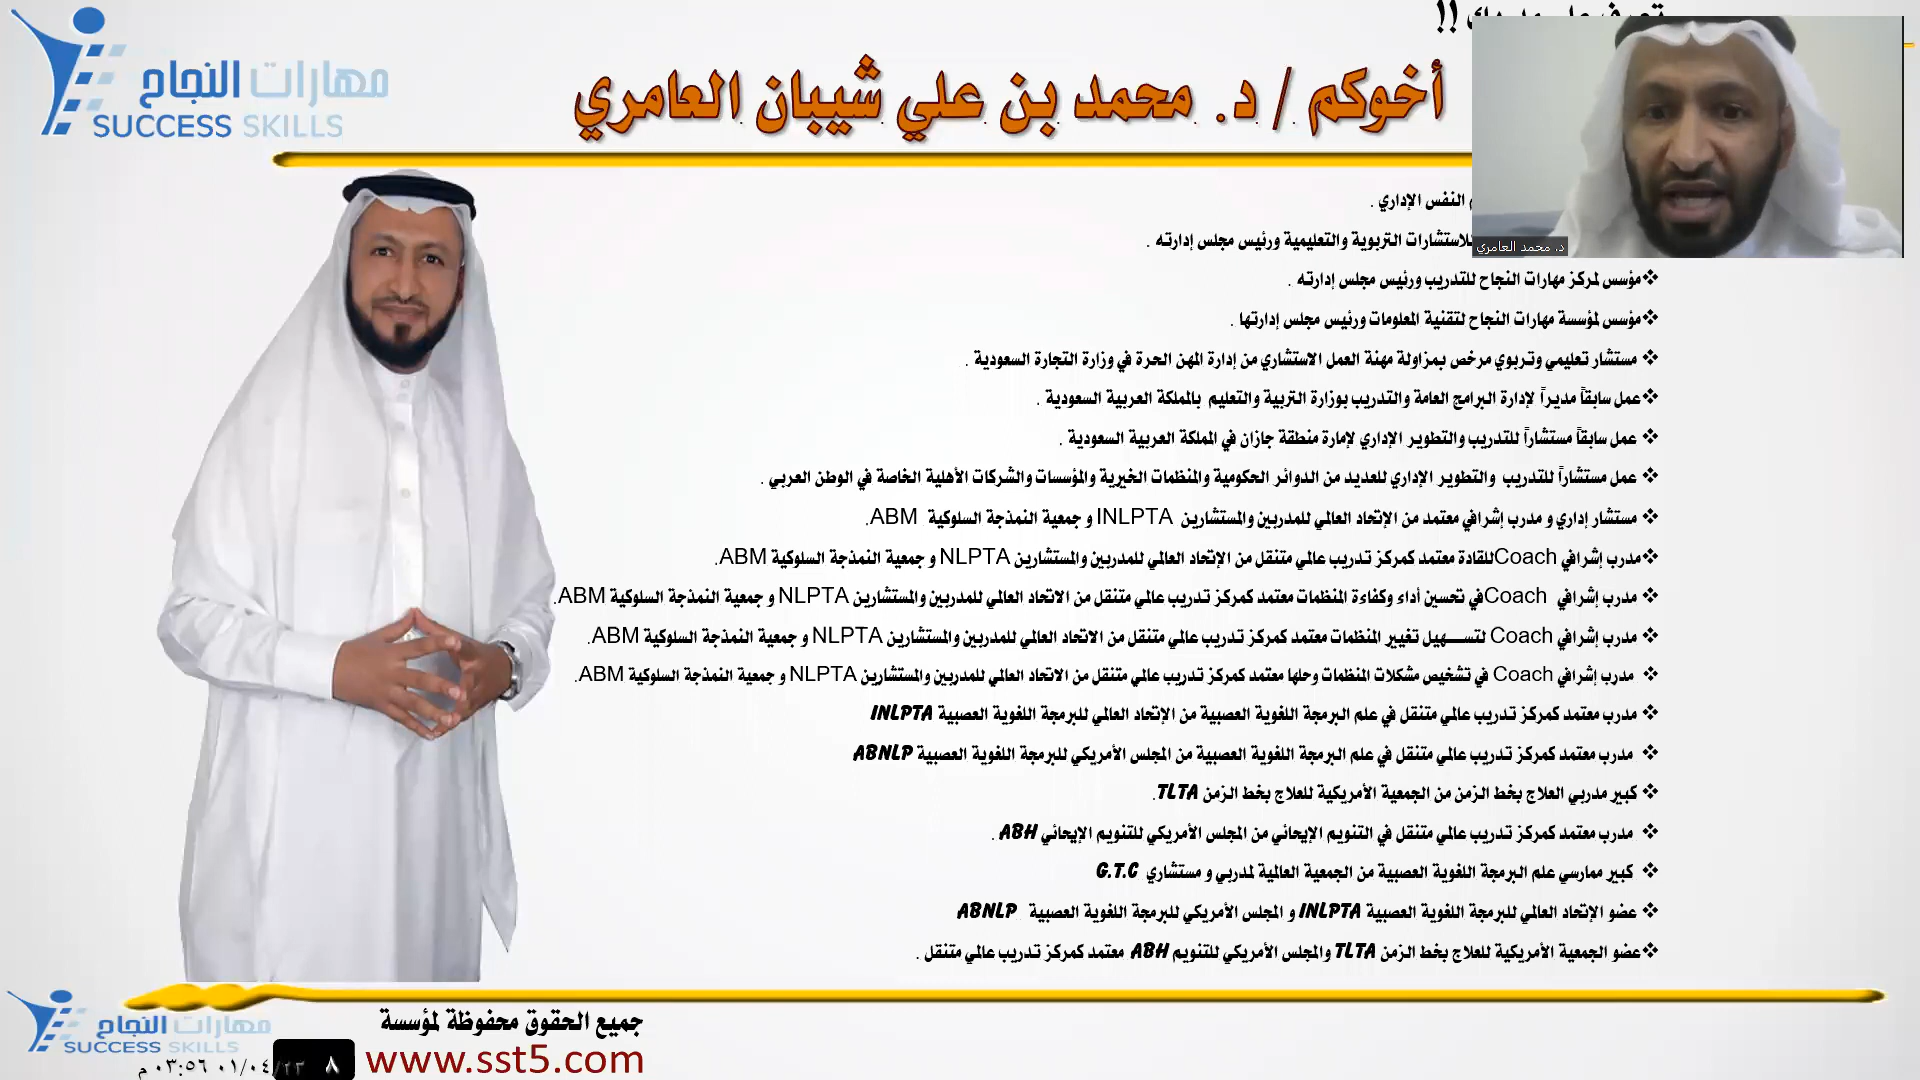 مهارات النجاح
SUCCESS SKILLS
أخوكم / د. محمد بن علي شيبان العامري
د. محمد العامري
النفس الإداري .
للاستشارات التربوية والتعليمية ورئيس مجلس إدارته .
❖مؤسس لمركز مهارات النجاح للتدريب ورئيس مجلس إدارته .
❖مؤسس لمؤسسة مهارات النجاح لتقنية المعلومات ورئيس مجلس إدارتها .
❖ مستشار تعليمي وتربوي مرخص بمزاولة مهنة العمل الاستشاري من إدارة المهن الحرة في وزارة التجارة السعودية .
❖عمل سابقاً مديراً لإدارة البرامج العامة والتدريب بوزارة التربية والتعليم بالمملكة العربية السعودية .
❖ عمل سابقاً مستشاراً للتدريب والتطوير الإداري لإمارة منطقة جازان في المملكة العربية السعودية .
❖ عمل مستشاراً للتدريب والتطوير الإداري للعديد من الدوائر الحكومية والمنظمات الخيرية والمؤسسات والشركات الأهلية الخاصة في الوطن العربي .
❖ مستشار إداري و مدرب إشرافي معتمد من الإتحاد العالمي للمدربين والمستشارين INLPTA و جمعية النمذجة السلوكية ABM.
❖مدرب إشرافي Coachللقادة معتمد كمركز تدريب عالمي متنقل من الإتحاد العالمي للمدربين والمستشارين NLPTA و جمعية النمذجة السلوكية ABM.
❖ مدرب إشرافي Coachفي تحسين أداء وكفاءة المنظمات معتمد كمركز تدريب عالمي متنقل من الاتحاد العالمي للمدربين والمستشارين NLPTA و جمعية النمذجة السلوكية ABM.
❖ مدرب إشرافي Coach لتســهيل تغيير المنظمات معتمد كمركز تدريب عالمي متنقل من الاتحاد العالمي للمدربين والمستشارين NLPTA و جمعية النمذجة السلوكية ABM.
❖ مدرب إشرافي Coach في تشخيص مشكلات المنظمات وحلها معتمد كمركز تدريب عالمي متنقل من الاتحاد العالمي للمدربين والمستشارين NLPTA و جمعية النمذجة السلوكية ABM.
❖ مدرب معتمد كمركز تدريب عالمي متنقل في علم البرمجة اللغوية العصبية من الإتحاد العالمي للبرمجة اللغوية العصبية INLPTA
❖ مدرب معتمد كمركز تدريب عالمي متنقل في علم البرمجة اللغوية العصبية من المجلس الأمريكي للبرمجة اللغوية العصبية ABNLP
❖ كبير مدربي العلاج بخط الزمن من الجمعية الأمريكية للعلاج بخط الزمن TLTA.
❖ مدرب معتمد كمركز تدريب عالمي متنقل في التنويم الإيحائي من المجلس الأمريكي للتنويم الإيحائي ABH .
❖ كبير ممارسي علم البرمجة اللغوية العصبية من الجمعية العالمية لمدربي و مستشاري G.T.C
❖ عضو الإتحاد العالمي للبرمجة اللغوية العصبية INLPTA و المجلس الأمريكي للبرمجة اللغوية العصبية ABNLP
❖عضو الجمعية الأمريكية للعلاج بخط الزمن TLTA والمجلس الأمريكي للتنويم ABH معتمد كمركز تدريب عالمي متنقل .
مهارات النجاح
SUCCESS SKILLS
جميع الحقوق محفوظة لمؤسسة
www.sst5.com
٨
٠١/٠٤/٢٣ ٠٣:٥٦ م